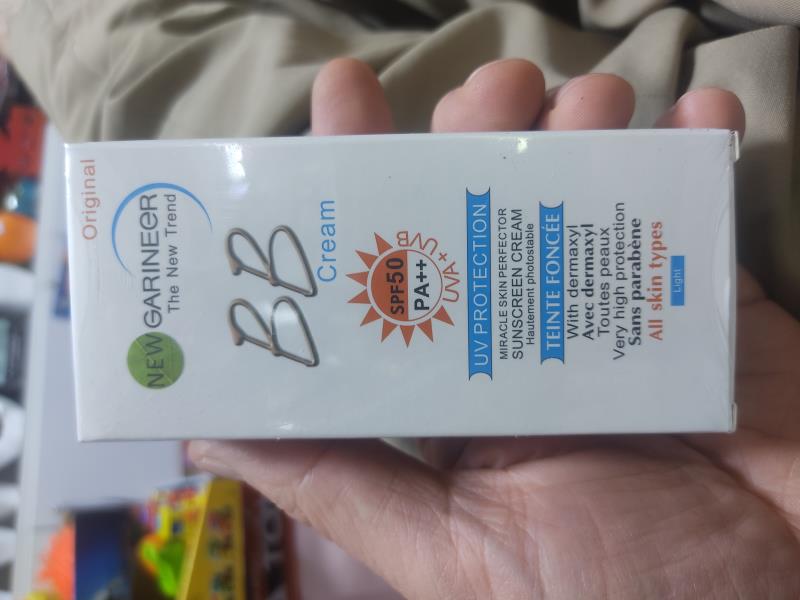 Original
NEW GARINEER
The New Trend
BB
Cream
SPF50
PA++
UVA+UVB
UV PROTECTION
MIRACLE SKIN PERFECTOR
SUNSCREEN CREAM
Hautement photostable
TEINTE FONCÉE
With dermaxyl
Avec dermaxyl
Toutes peaux
Very high protection
Sans parabène
All skin types
Light